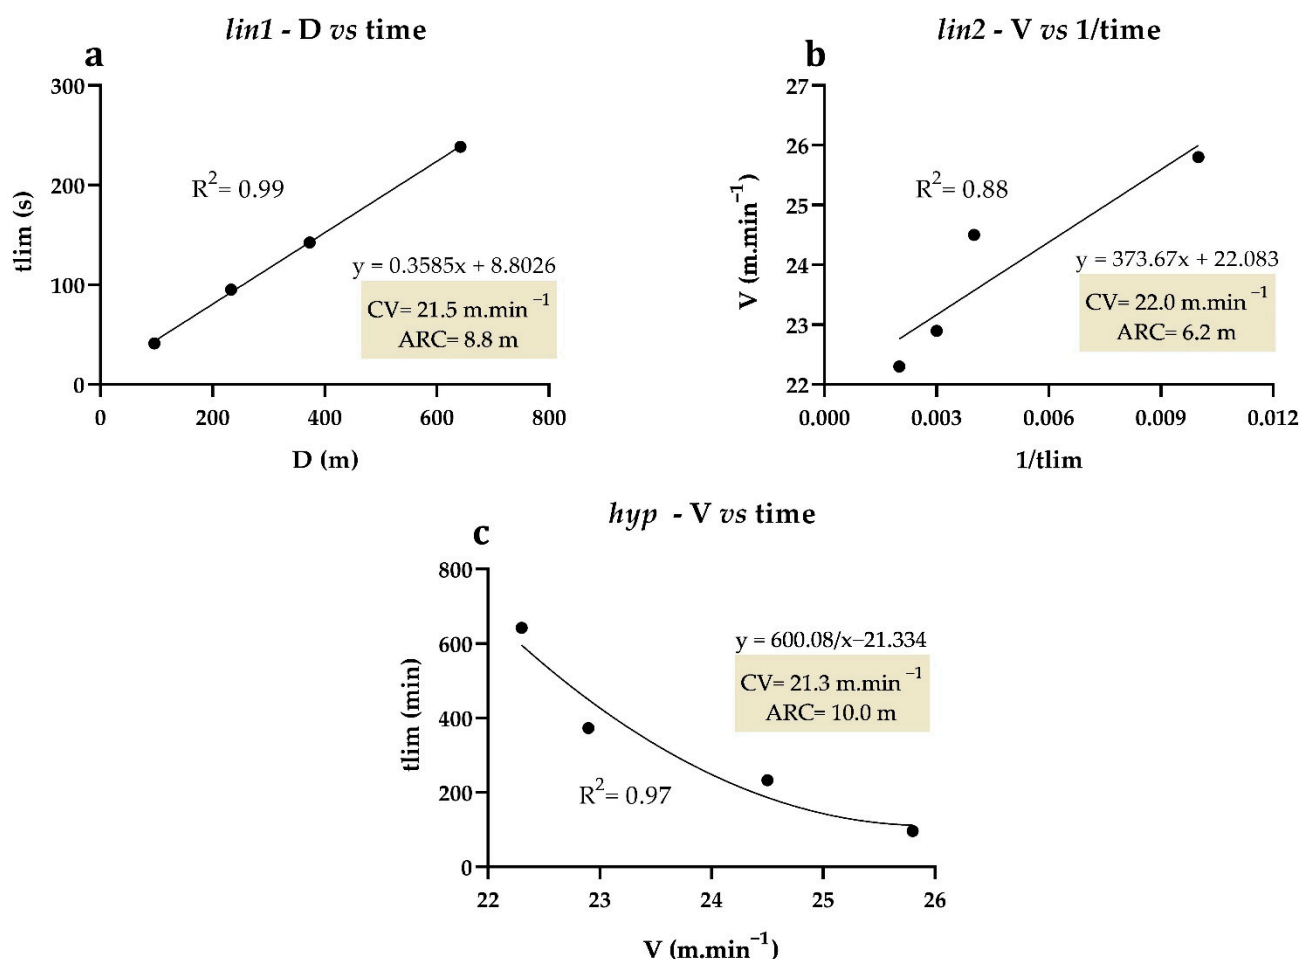 lin1 - D vs time
a
300
200
100
0
tlim (s)
R²= 0.99
y = 0.3585x + 8.8026
CV= 21.5 m.min⁻¹
ARC= 8.8 m
0 200 400 600 800
D (m)
lin2 - V vs 1/time
b
27
26
25
24
23
22
V (m.min⁻¹)
R²= 0.88
y = 373.67x + 22.083
CV= 22.0 m.min⁻¹
ARC= 6.2 m
0.000 0.003 0.006 0.009 0.012
1/tlim
hyp - V vs time
c
800
600
400
200
0
tlim (min)
y = 600.08/x–21.334
CV= 21.3 m.min⁻¹
ARC= 10.0 m
R²= 0.97
22 23 24 25 26
V (m.min⁻¹)